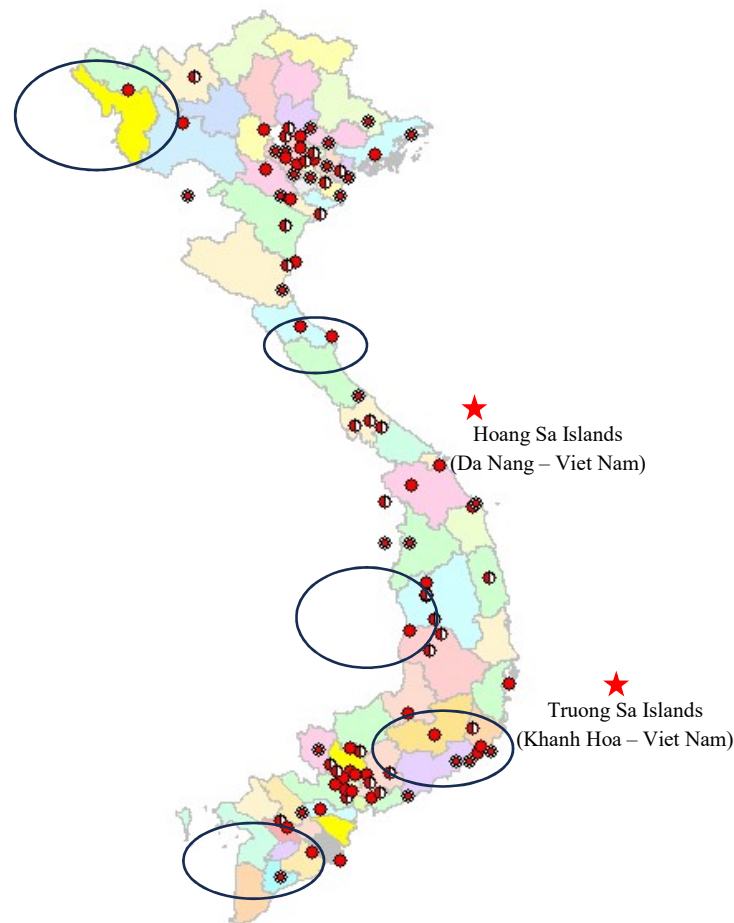 Hoang Sa Islands
(Da Nang – Viet Nam)
Truong Sa Islands
(Khanh Hoa – Viet Nam)